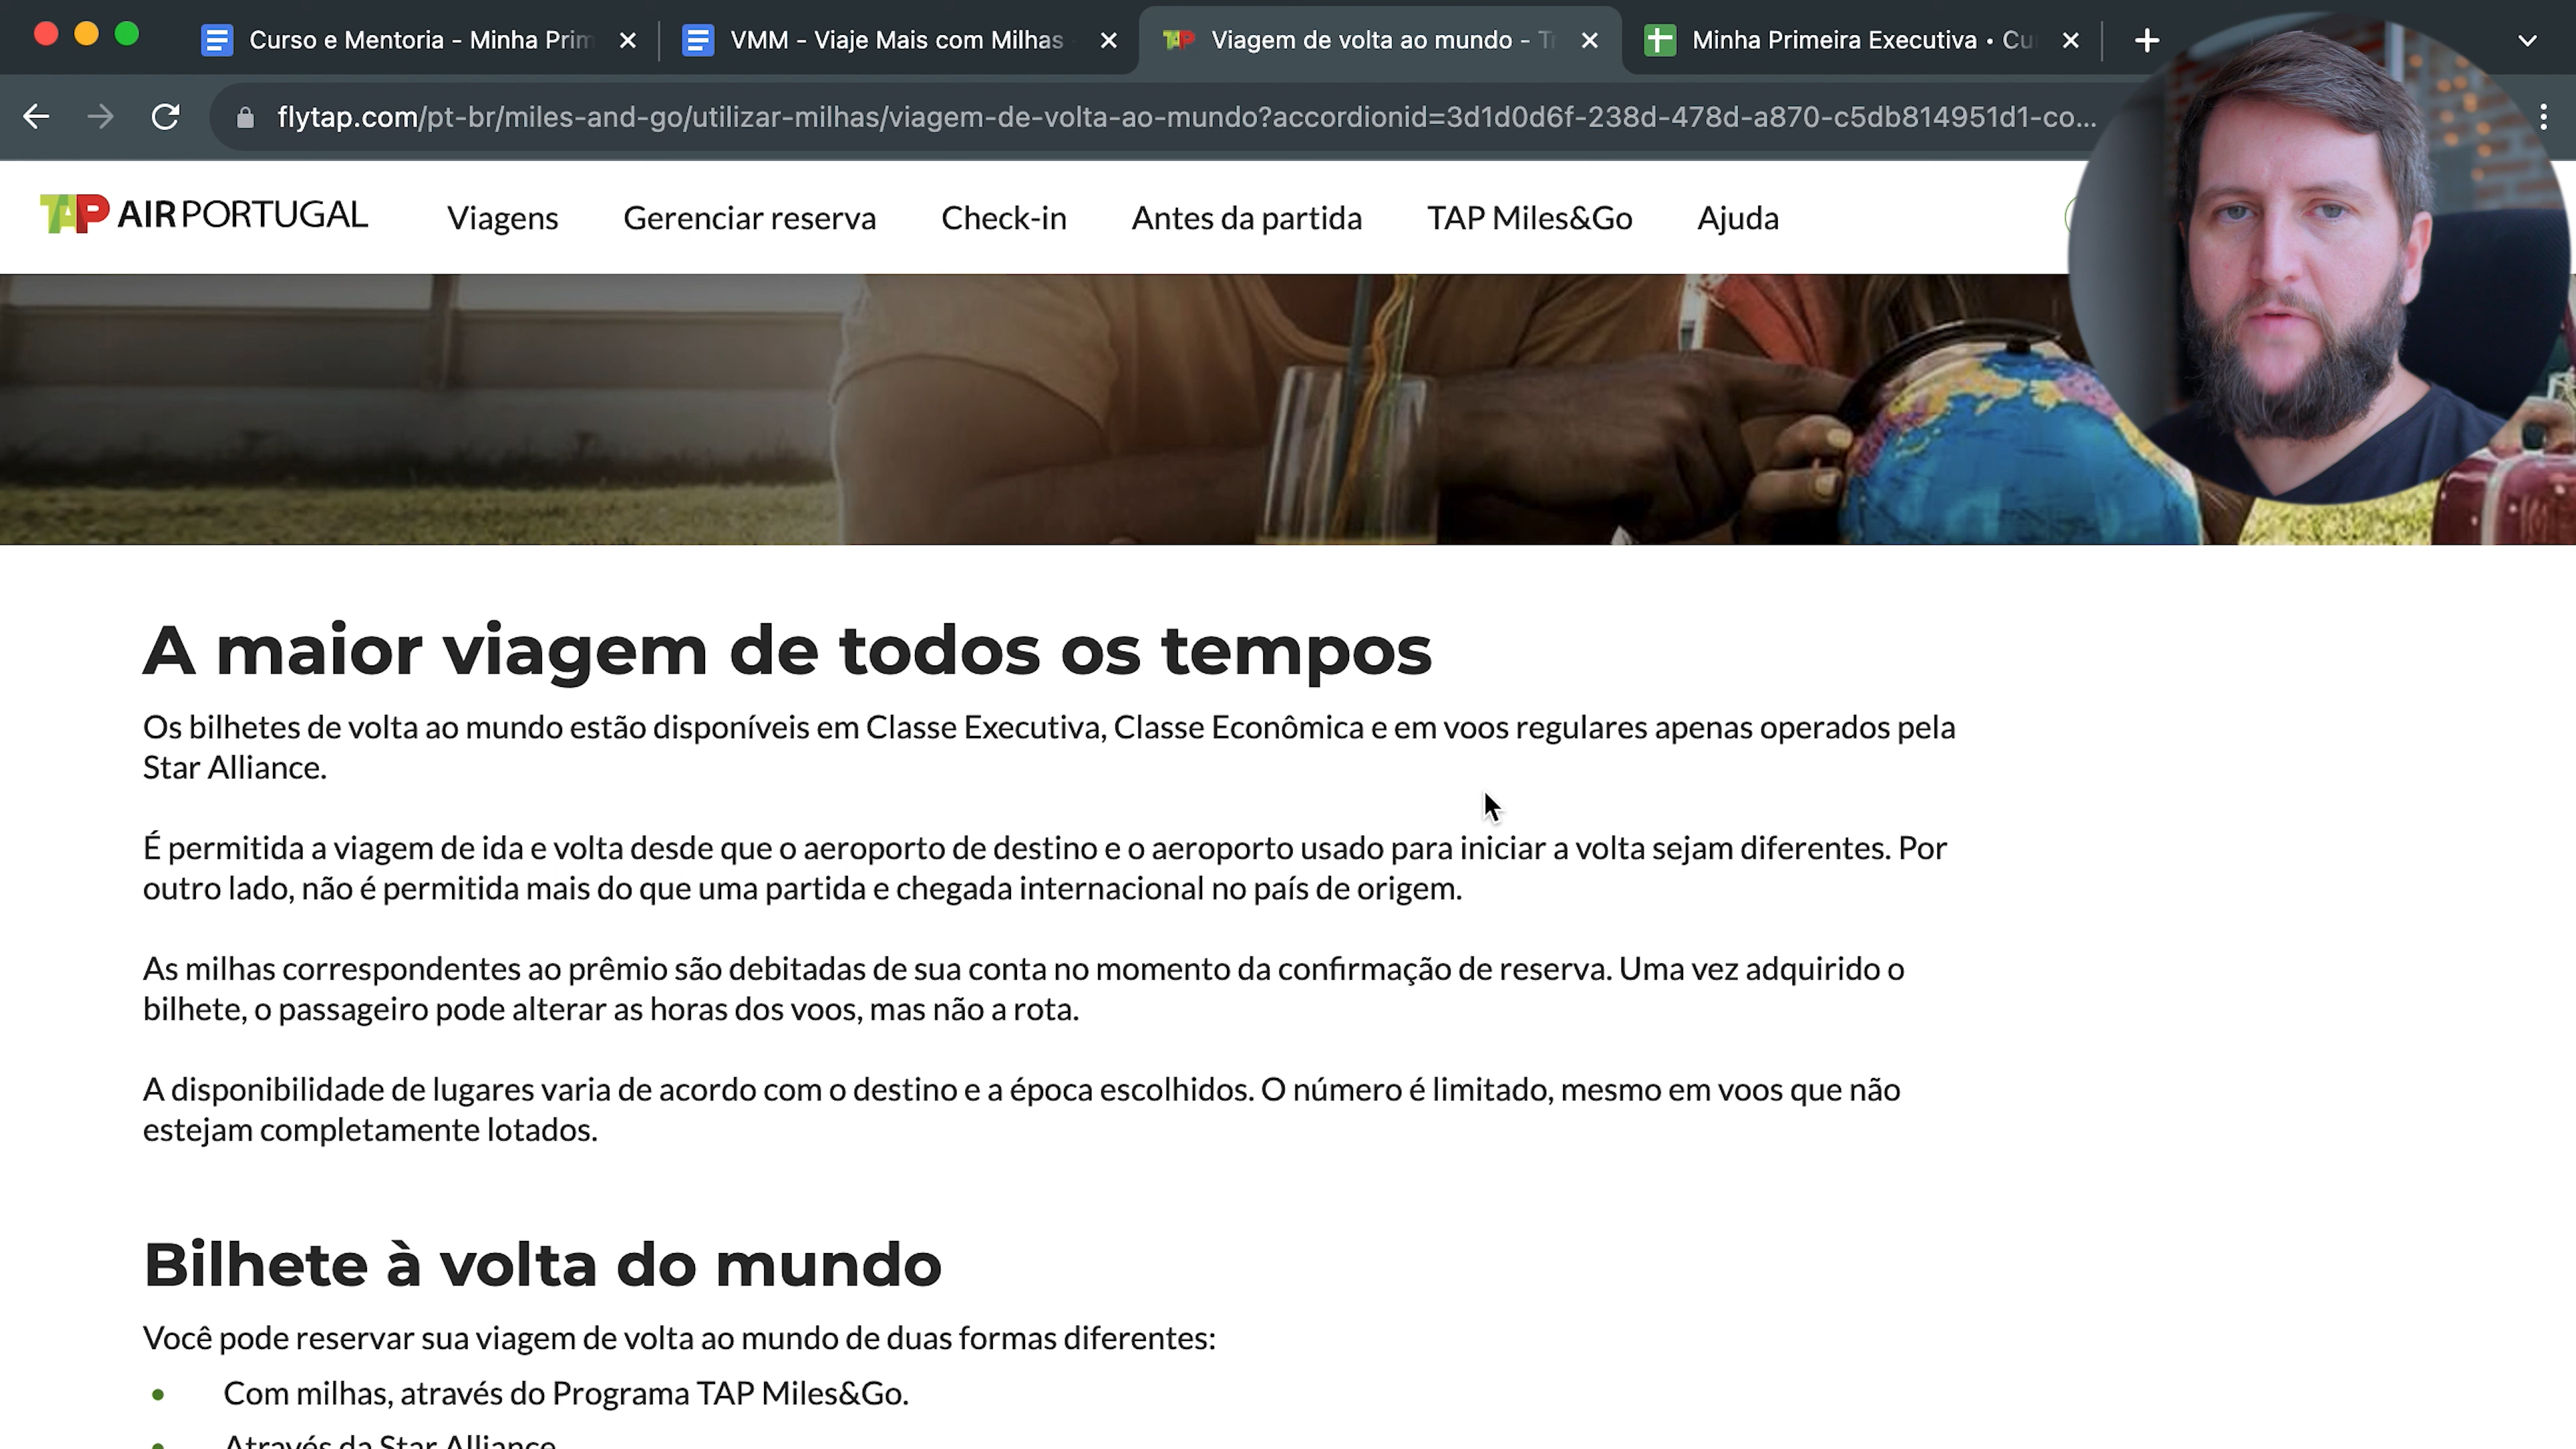 Curso e Mentoria - Minha Prim
VMM - Viaje Mais com Milhas
TAP
Viagem de volta ao mundo - Tr
Minha Primeira Executiva • Cu
flytap.com/pt-br/miles-and-go/utilizar-milhas/viagem-de-volta-ao-mundo?accordionid=3d1d0d6f-238d-478d-a870-c5db814951d1-co...
TAP AIRPORTUGAL
Viagens
Gerenciar reserva
Check-in
Antes da partida
TAP Miles&Go
Ajuda
A maior viagem de todos os tempos
Os bilhetes de volta ao mundo estão disponíveis em Classe Executiva, Classe Econômica e em voos regulares apenas operados pela
Star Alliance.
É permitida a viagem de ida e volta desde que o aeroporto de destino e o aeroporto usado para iniciar a volta sejam diferentes. Por
outro lado, não é permitida mais do que uma partida e chegada internacional no país de origem.
As milhas correspondentes ao prêmio são debitadas de sua conta no momento da confirmação de reserva. Uma vez adquirido o
bilhete, o passageiro pode alterar as horas dos voos, mas não a rota.
A disponibilidade de lugares varia de acordo com o destino e a época escolhidos. O número é limitado, mesmo em voos que não
estejam completamente lotados.
Bilhete à volta do mundo
Você pode reservar sua viagem de volta ao mundo de duas formas diferentes:
Com milhas, através do Programa TAP Miles&Go.
Através da Star Alliance